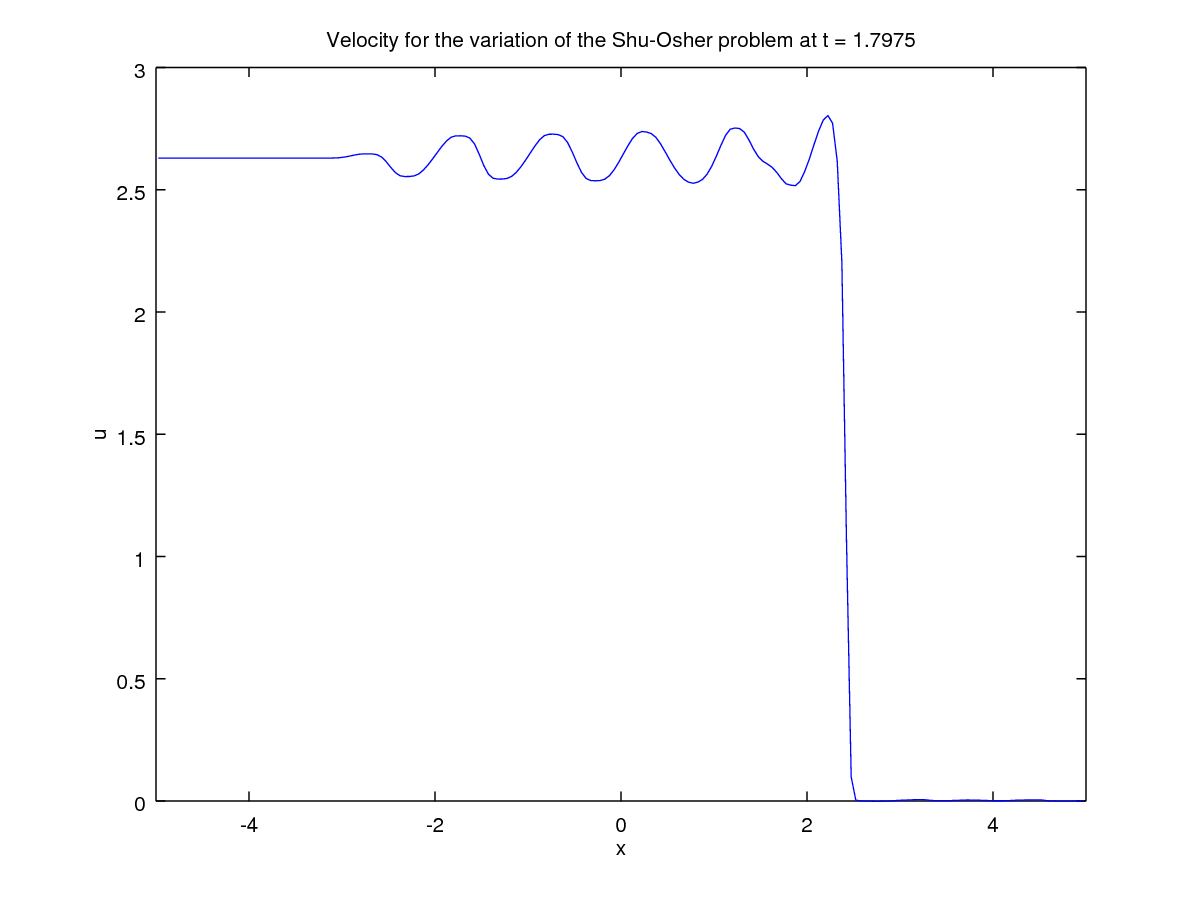 Velocity for the variation of the Shu-Osher problem at t = 1.7975
3
2.5
2
1.5
1
0.5
0
u
-4 -2 0 2 4
x